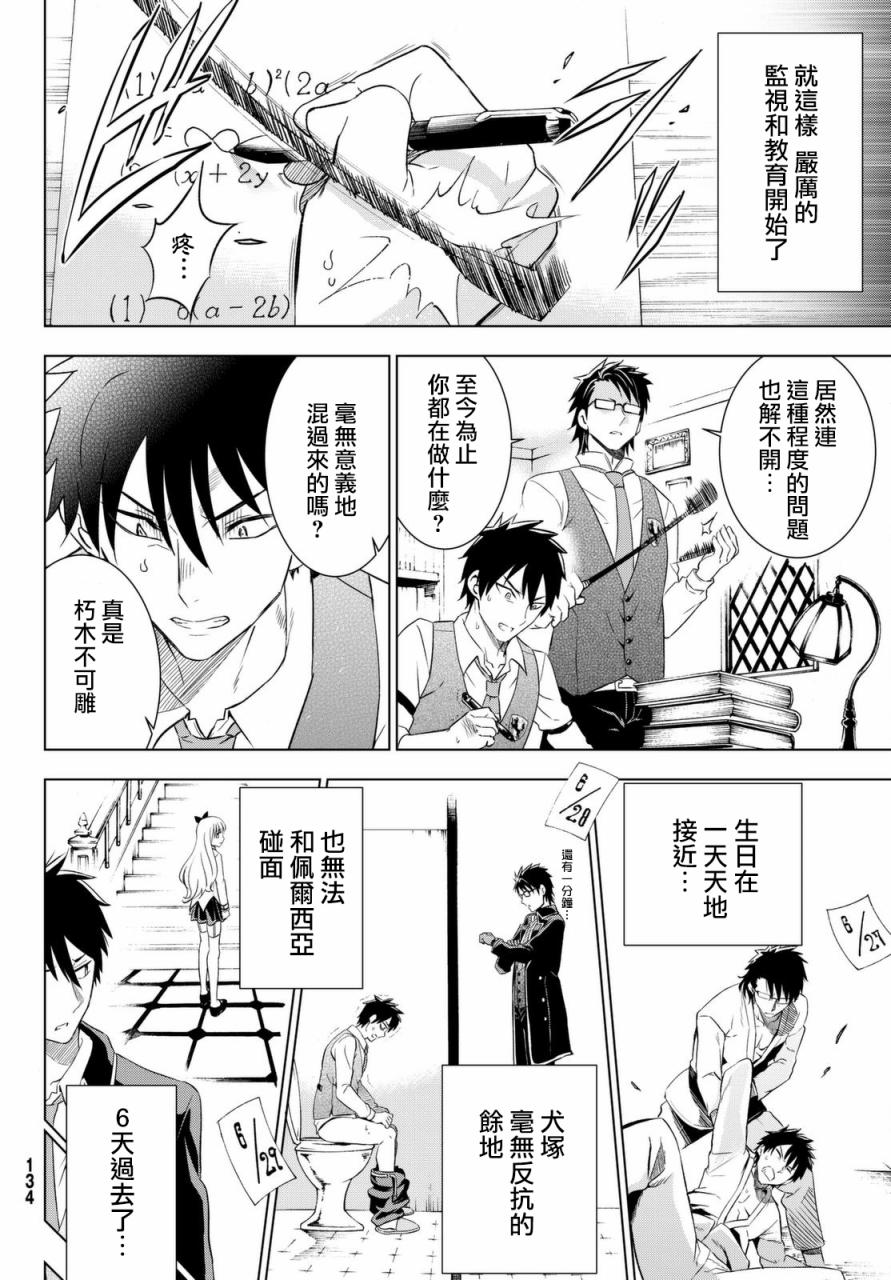 就這樣 嚴厲的
監視和教育開始了
疼…
(1)
b)²(2a-
(x+2y
(1) 6(a-2b)
居然連
這種程度的問題
也解不開…
至今為止
你都在做什麼?
毫無意義地
混過來的嗎?
真是
朽木不可雕
生日在
一天天地
接近…
6/27
6/28
還有一分鐘…
犬塚
毫無反抗的
餘地
也無法
和佩爾西亞
碰面
6/29
6天過去了…
134